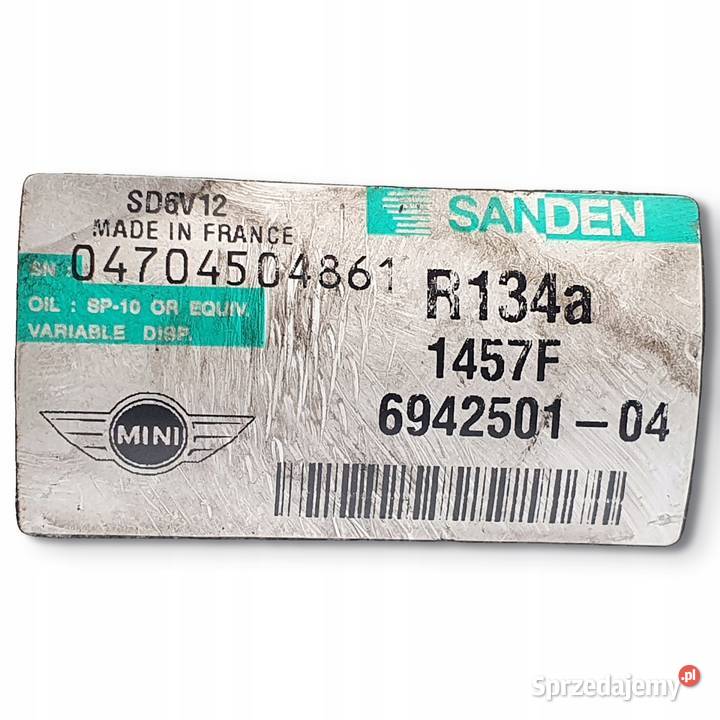 SD6V12
MADE IN FRANCE
SANDEN
SN: 04704504861
R134a
OIL : SP-10 OR EQUIV.
VARIABLE DISP.
1457F
6942501-04
MINI
Sprzedajemy.pl